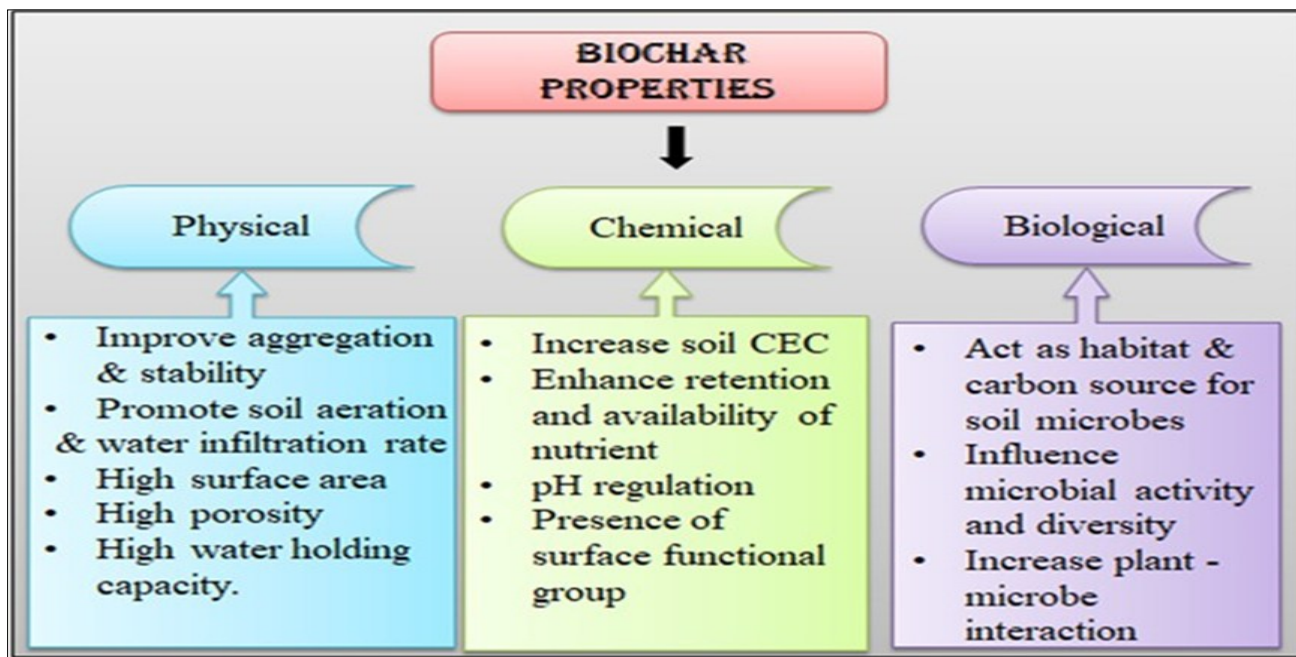 BIOCHAR
PROPERTIES
Physical
• Improve aggregation
& stability
• Promote soil aeration
& water infiltration rate
• High surface area
• High porosity
• High water holding
capacity.
Chemical
• Increase soil CEC
• Enhance retention
and availability of
nutrient
• pH regulation
• Presence of
surface functional
group
Biological
• Act as habitat &
carbon source for
soil microbes
• Influence
microbial activity
and diversity
• Increase plant -
microbe
interaction